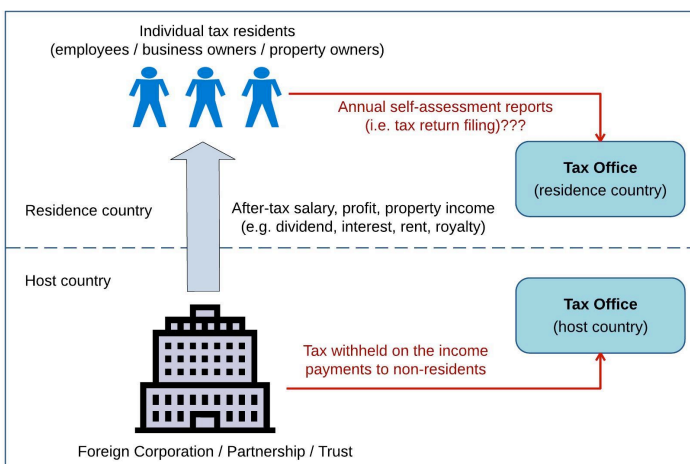 Individual tax residents
(employees / business owners / property owners)
Annual self-assessment reports
(i.e. tax return filing)???
Tax Office
(residence country)
Residence country
After-tax salary, profit, property income
(e.g. dividend, interest, rent, royalty)
Host country
Tax Office
(host country)
Tax withheld on the income
payments to non-residents
Foreign Corporation / Partnership / Trust